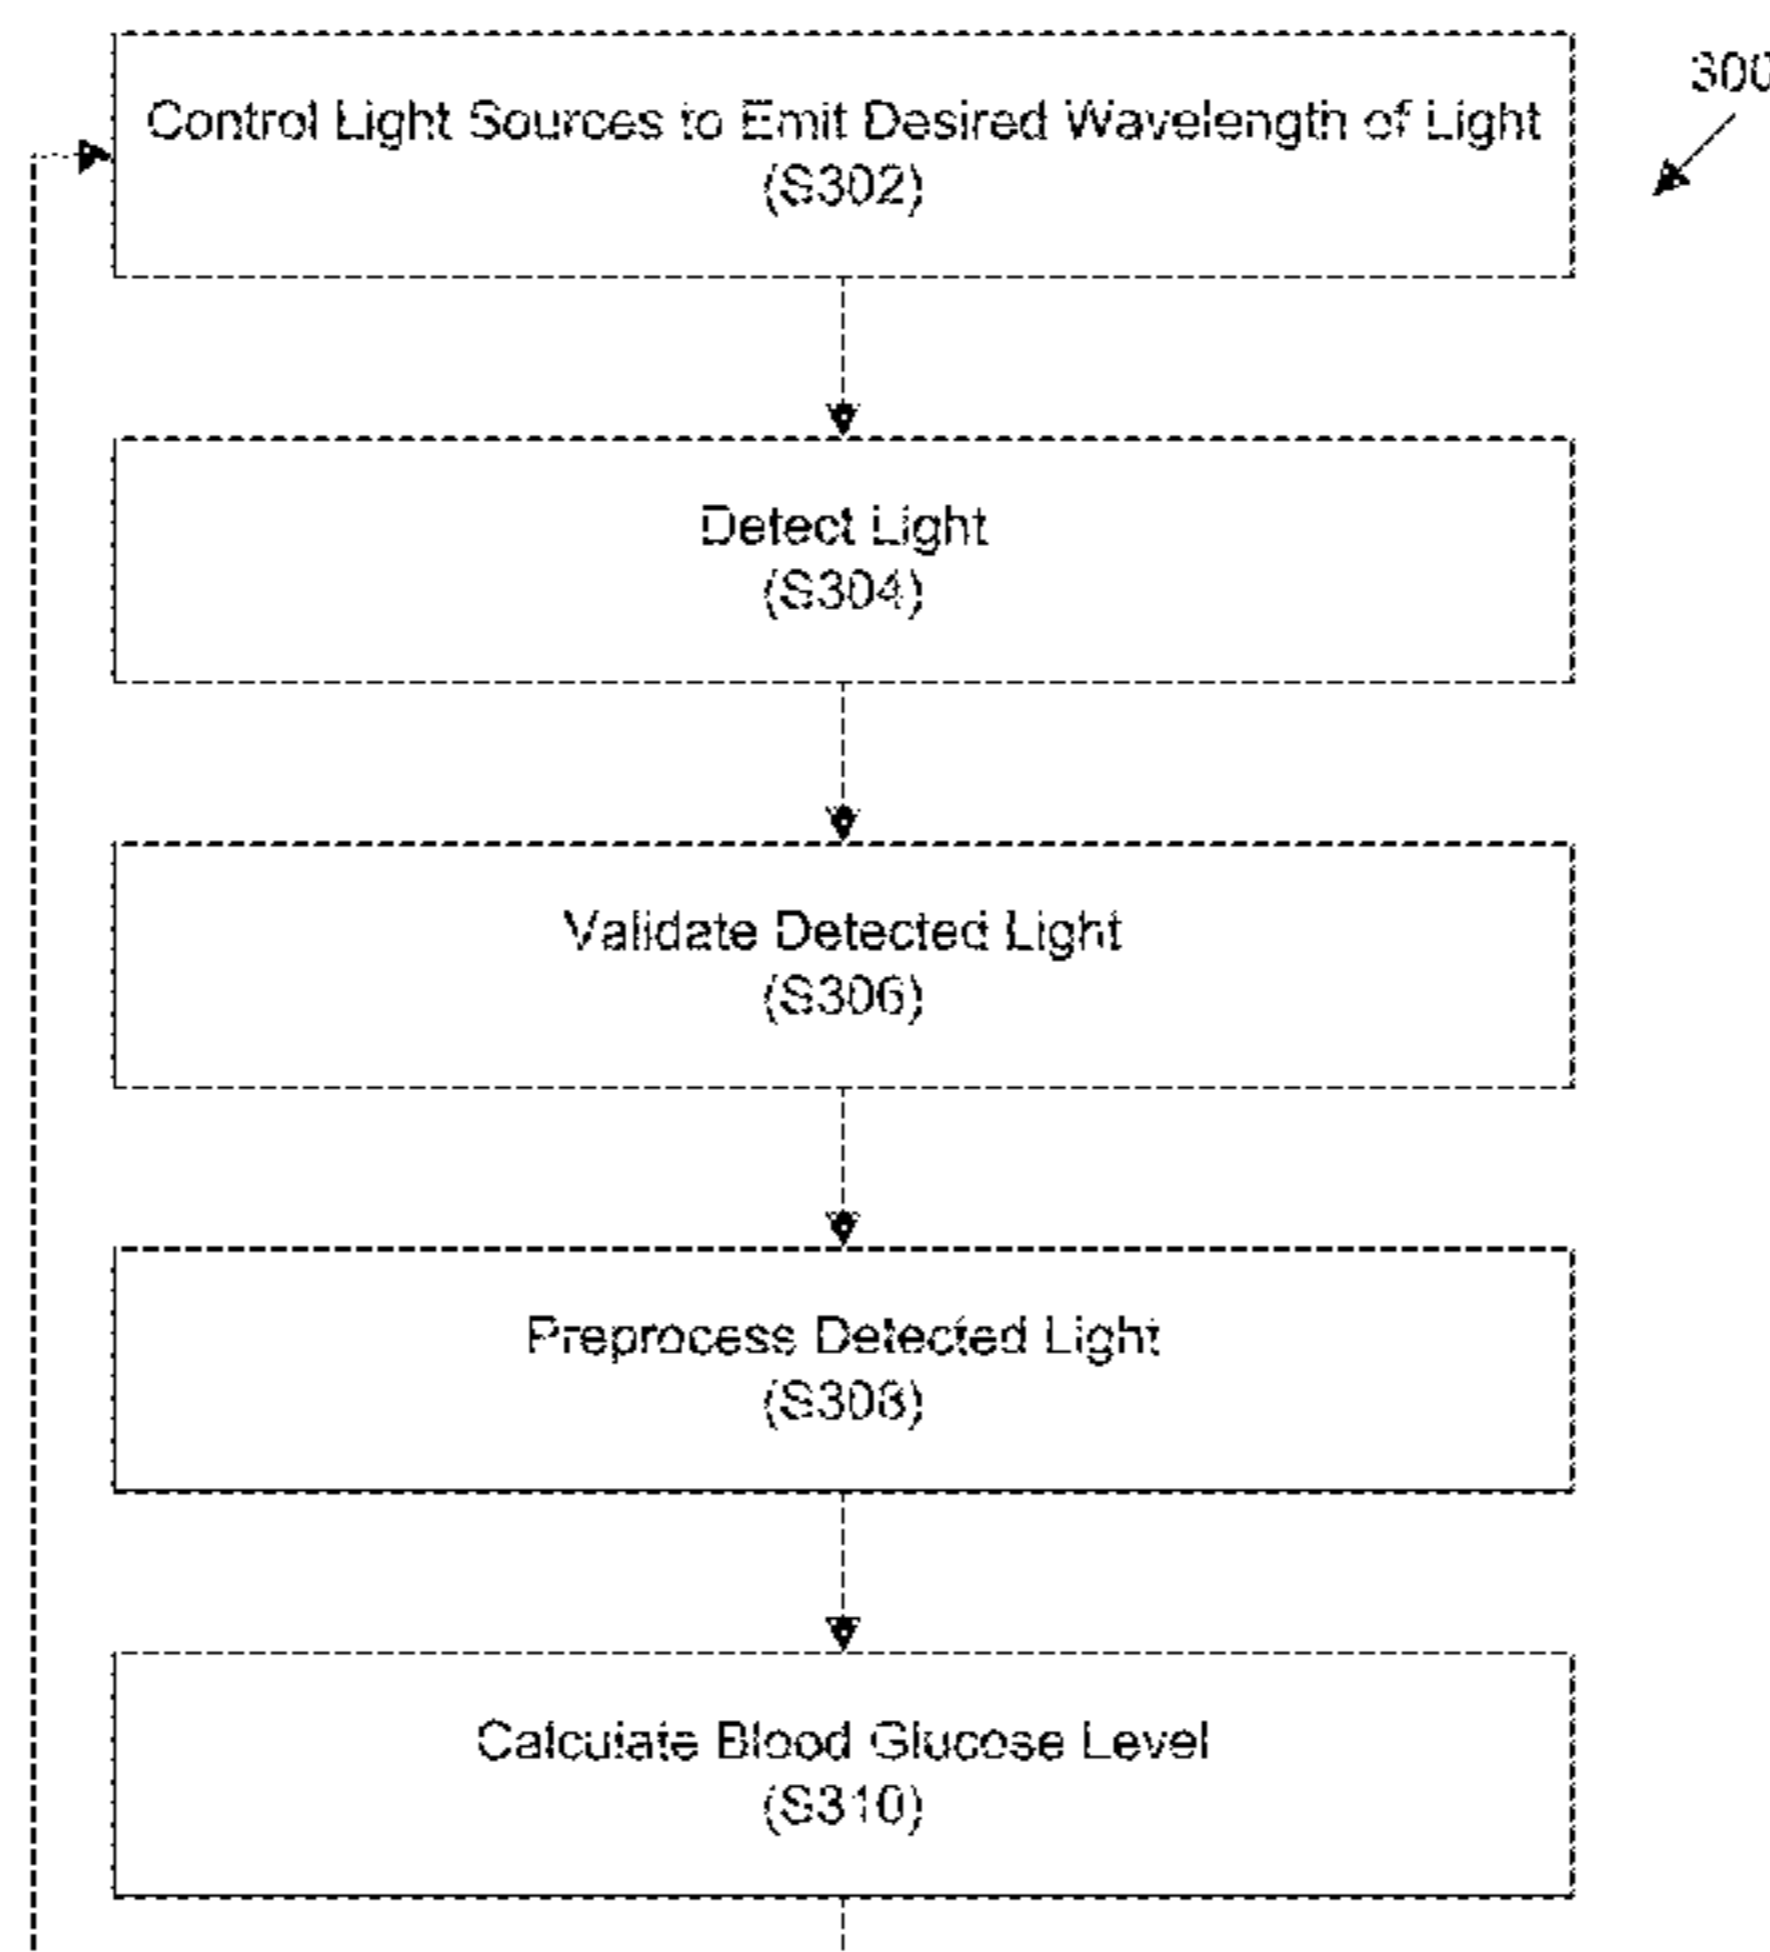 300
Control Light Sources to Emit Desired Wavelength of Light
(S302)
Detect Light
(S304)
Validate Detected Light
(S306)
Preprocess Detected Light
(S308)
Calculate Blood Glucose Level
(S310)